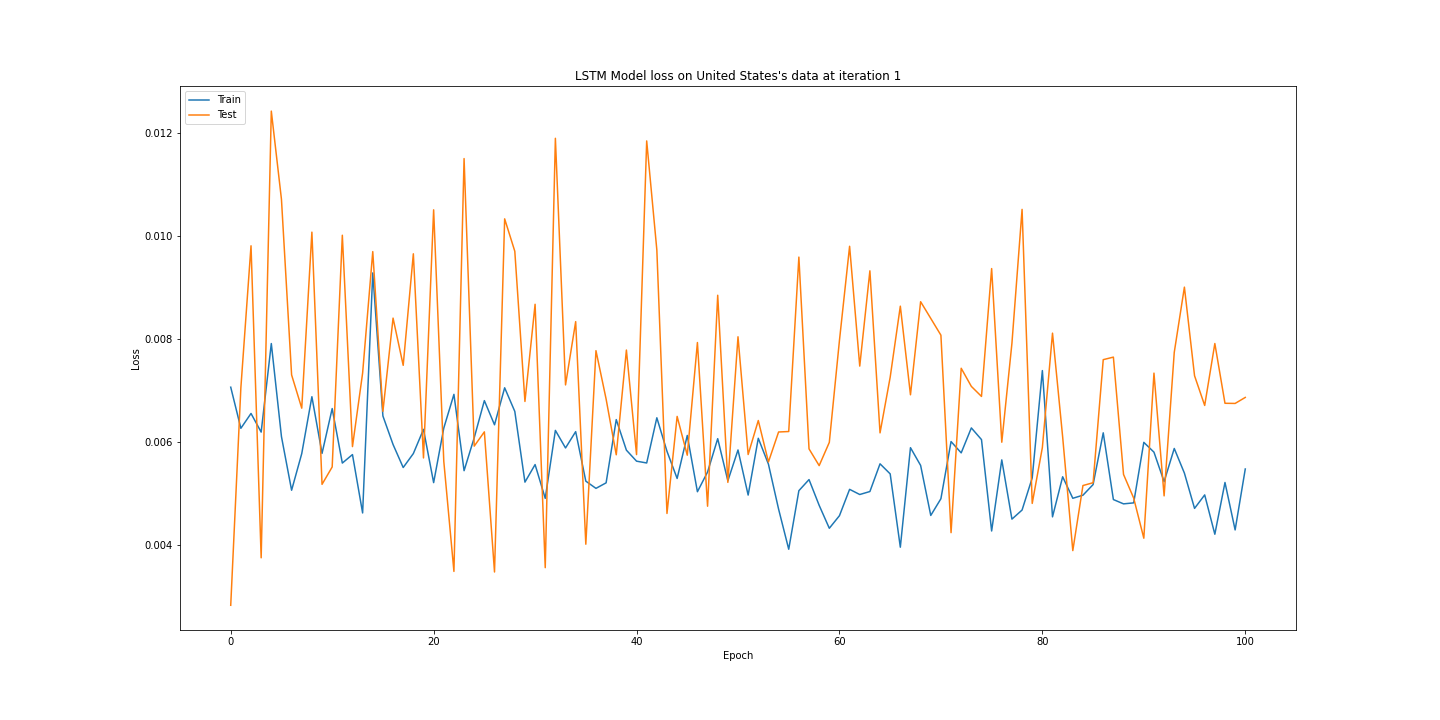 LSTM Model loss on United States's data at iteration 1
Train
Test
0.012
0.010
0.008
0.006
0.004
Loss
0 20 40 60 80 100
Epoch